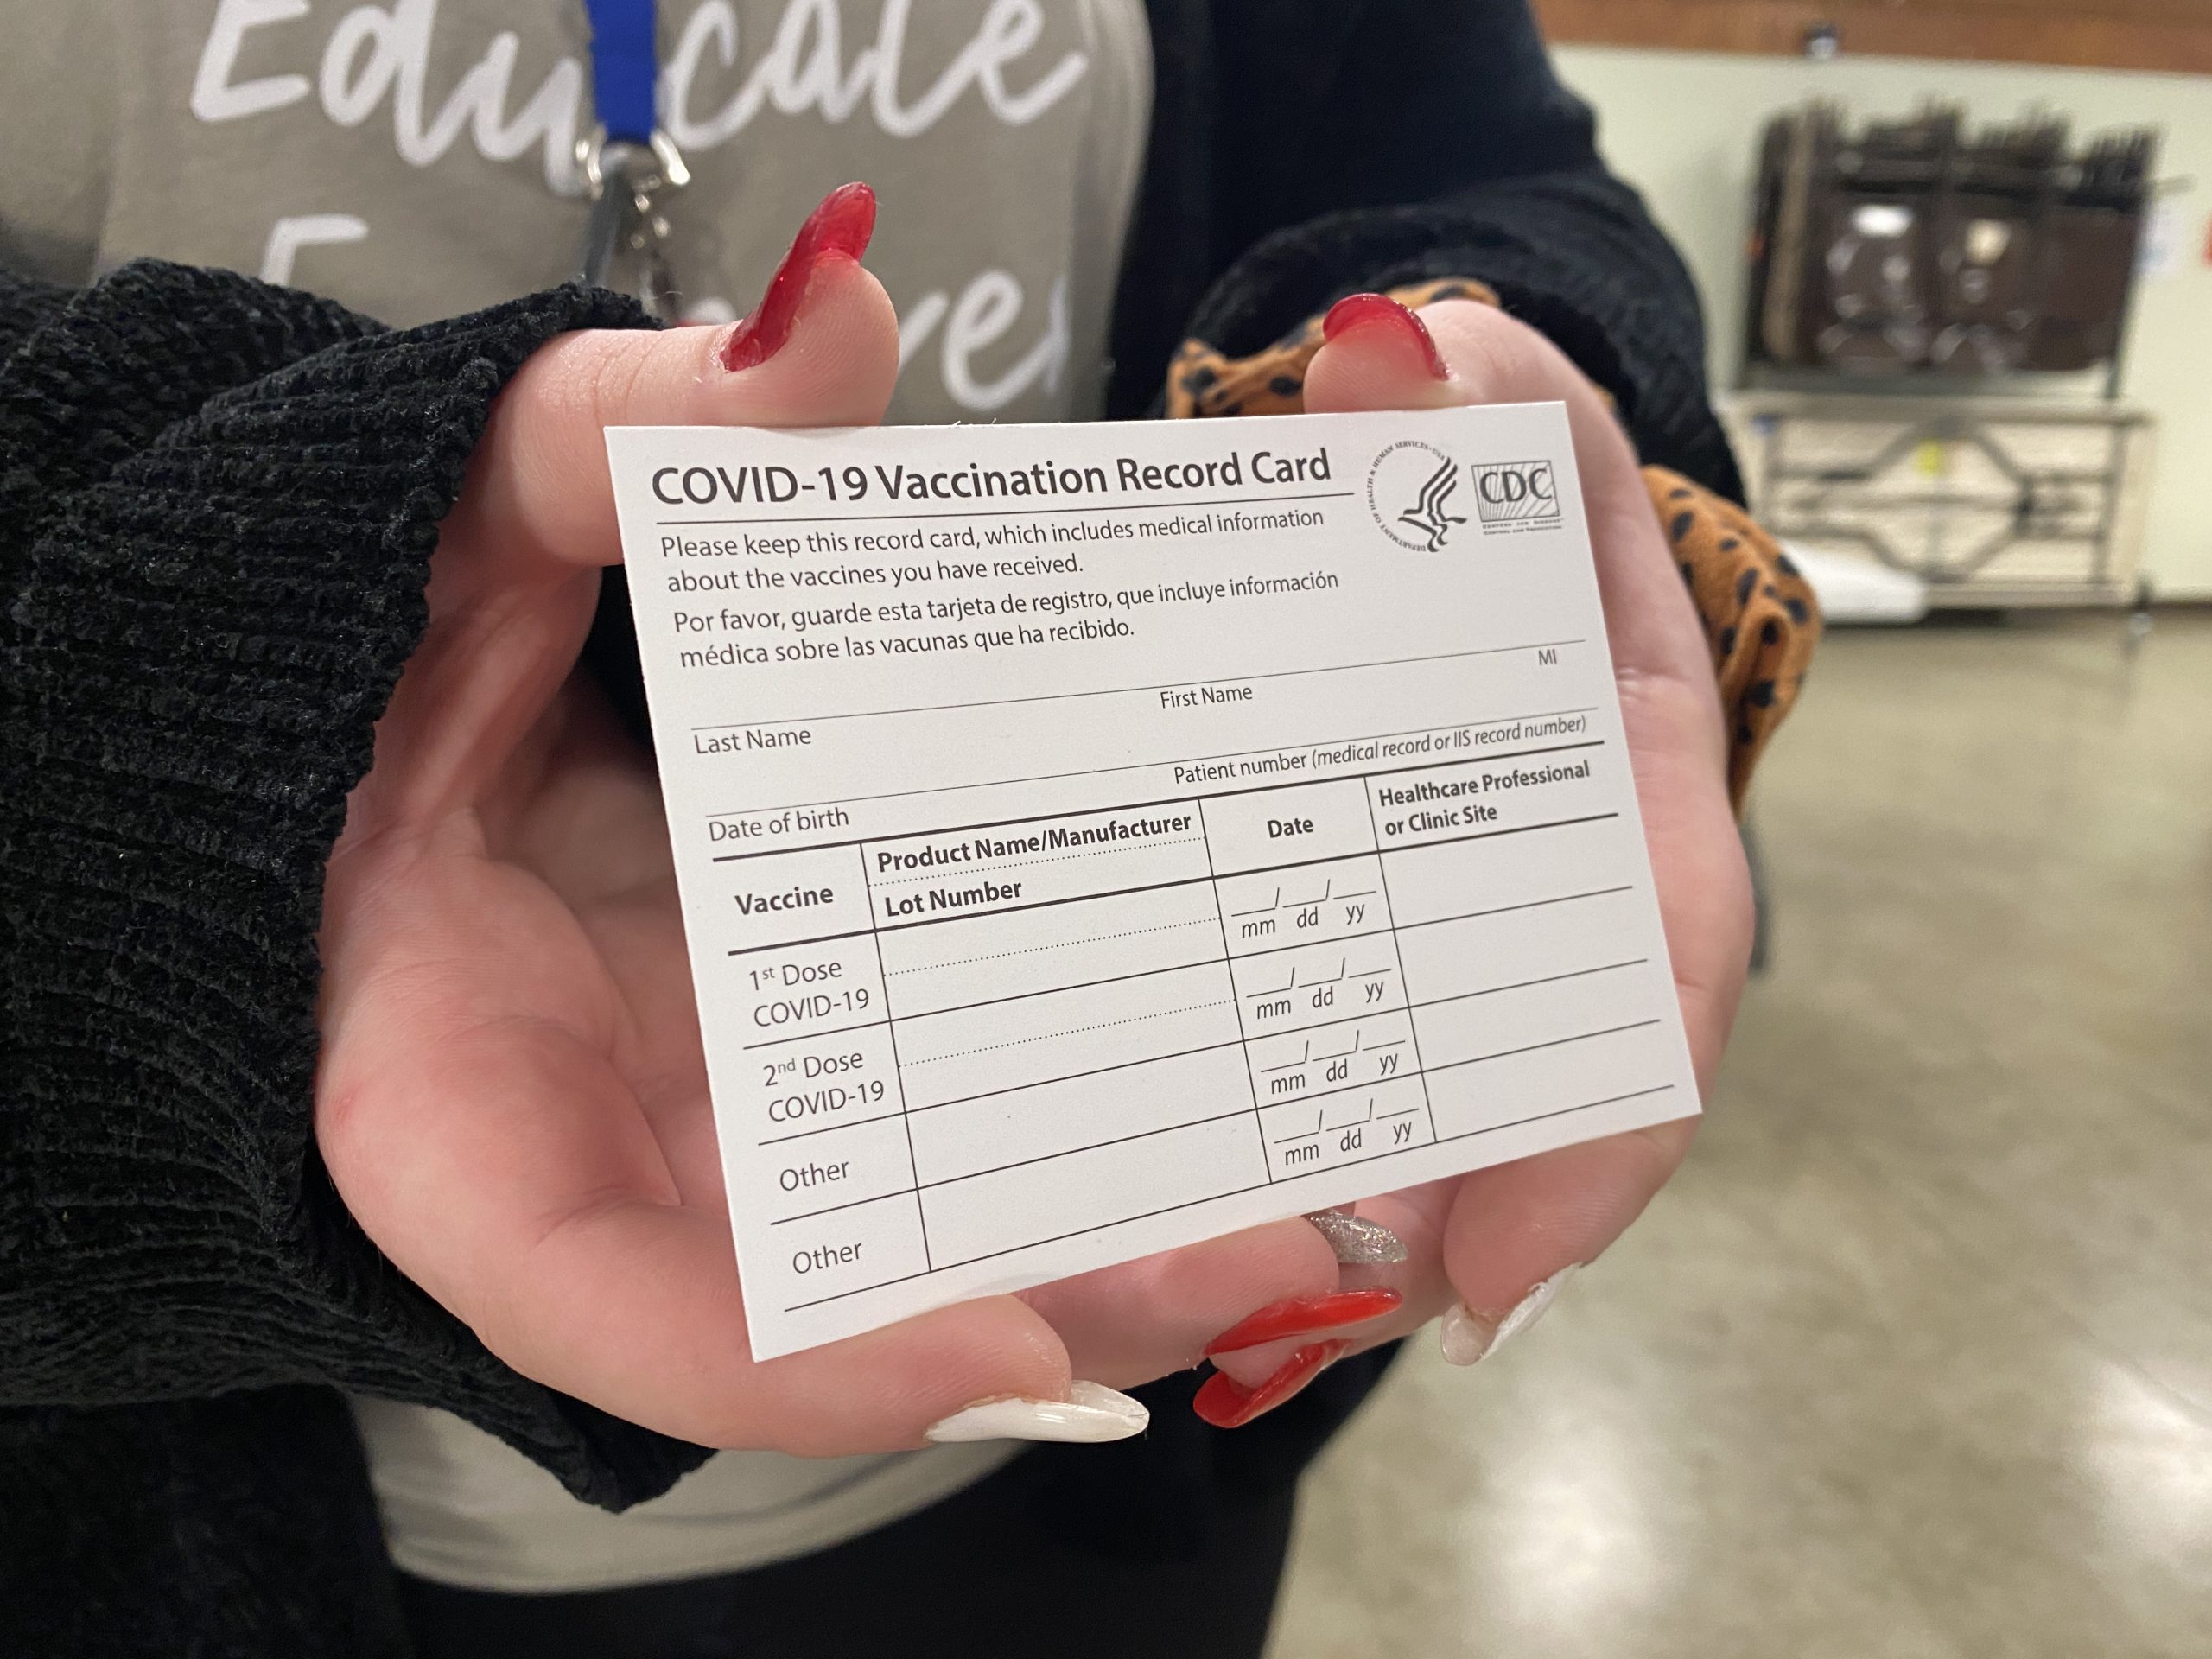 Educate
COVID-19 Vaccination Record Card
CDC
Please keep this record card, which includes medical information
about the vaccines you have received.
Por favor, guarde esta tarjeta de registro, que incluye información
médica sobre las vacunas que ha recibido.
Last Name First Name MI
Date of birth Patient number (medical record or IIS record number)
Vaccine Product Name/Manufacturer Date Healthcare Professional
or Clinic Site
Lot Number
1st Dose
COVID-19
mm dd yy
2nd Dose
COVID-19
mm dd yy
Other
mm dd yy
Other
mm dd yy